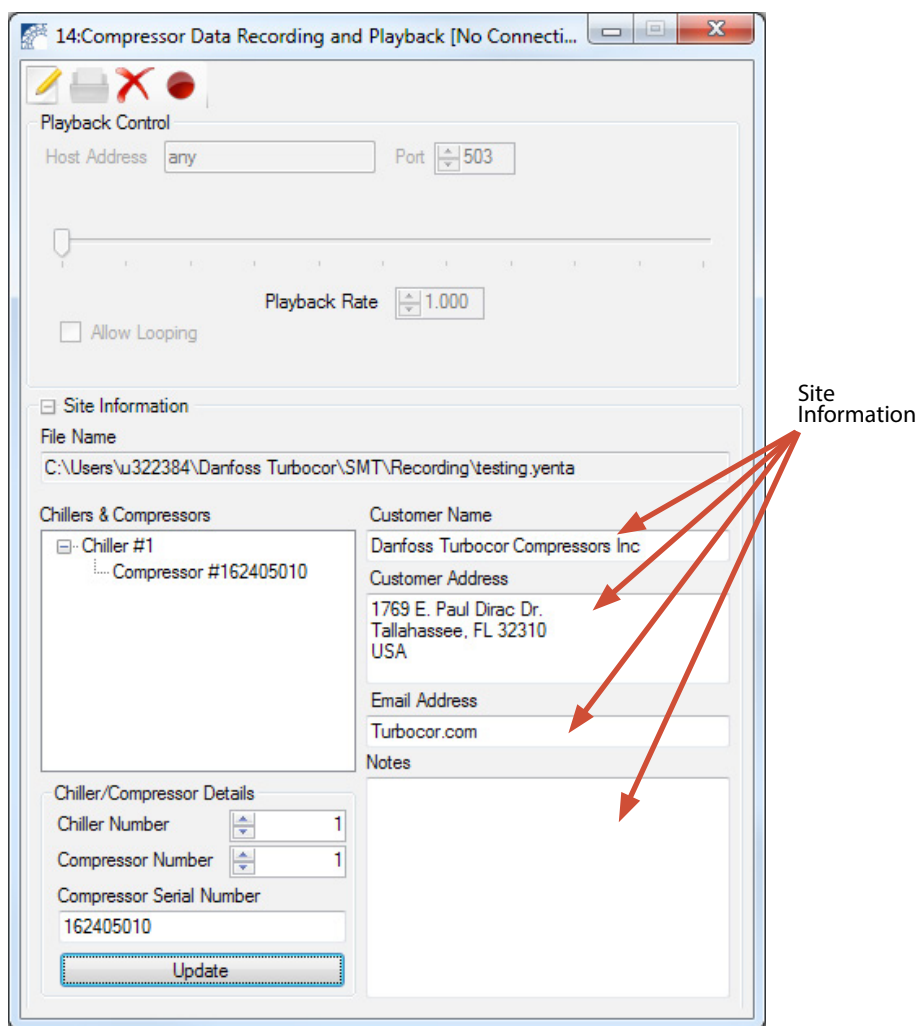 14:Compressor Data Recording and Playback [No Connecti...
Playback Control
Host Address any Port 503
Playback Rate 1.000
Allow Looping
Site Information
File Name
C:\Users\u322384\Danfoss Turbocor\SMT\Recording\testing.yenta
Chillers & Compressors
Chiller #1
Compressor #162405010
Chiller/Compressor Details
Chiller Number 1
Compressor Number 1
Compressor Serial Number
162405010
Update
Customer Name
Danfoss Turbocor Compressors Inc
Customer Address
1769 E. Paul Dirac Dr.
Tallahassee, FL 32310
USA
Email Address
Turbocor.com
Notes
Site
Information